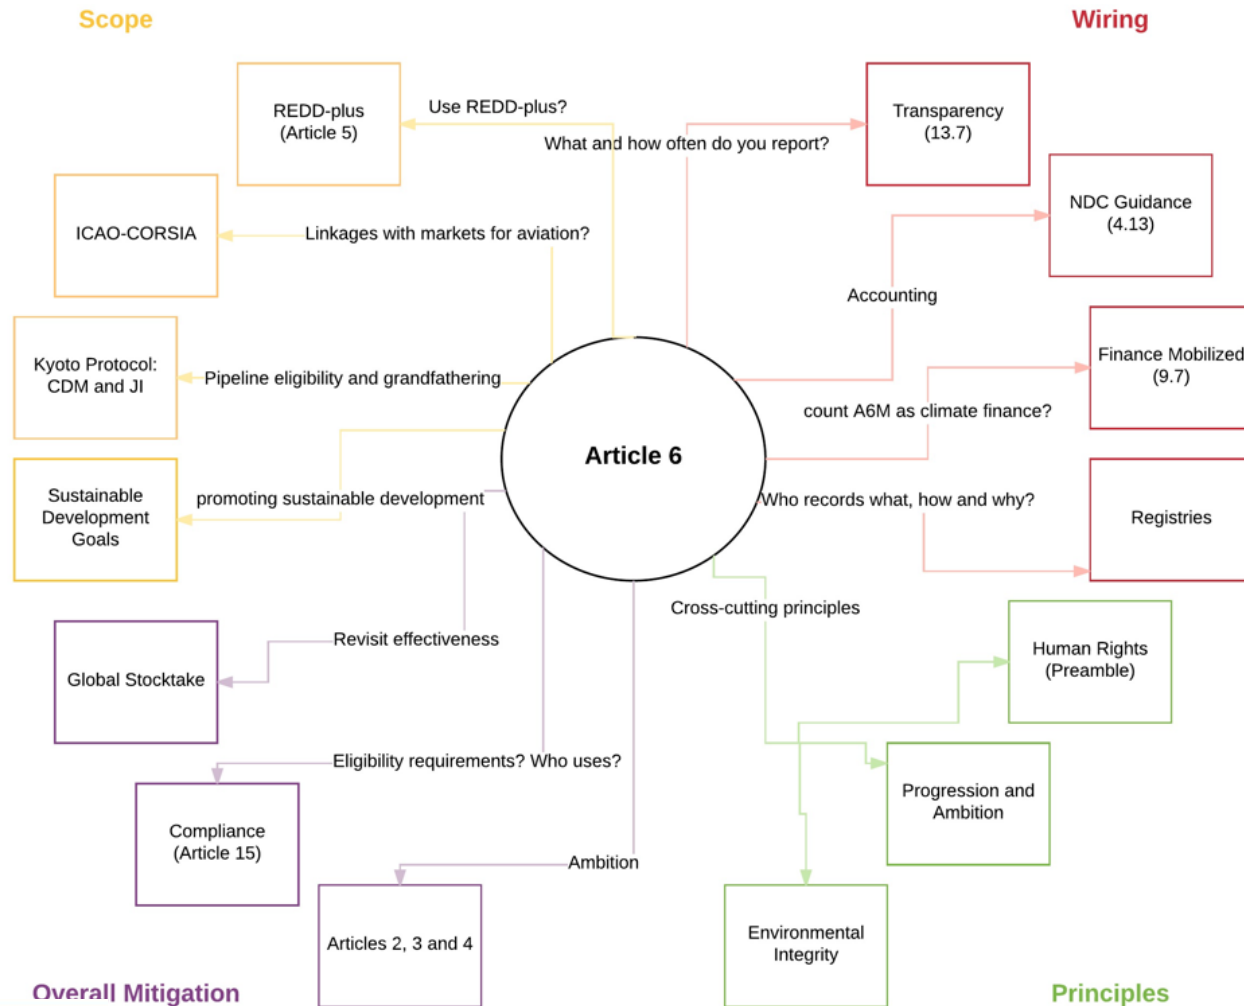 Scope
Wiring
REDD-plus
(Article 5)
Use REDD-plus?
What and how often do you report?
Transparency
(13.7)
NDC Guidance
(4.13)
ICAO-CORSIA
Linkages with markets for aviation?
Accounting
Kyoto Protocol:
CDM and JI
Pipeline eligibility and grandfathering
Finance Mobilized
(9.7)
count A6M as climate finance?
Article 6
Sustainable
Development
Goals
promoting sustainable development
Who records what, how and why?
Registries
Cross-cutting principles
Global Stocktake
Revisit effectiveness
Human Rights
(Preamble)
Eligibility requirements? Who uses?
Progression and
Ambition
Compliance
(Article 15)
Ambition
Articles 2, 3 and 4
Environmental
Integrity
Overall Mitigation
Principles